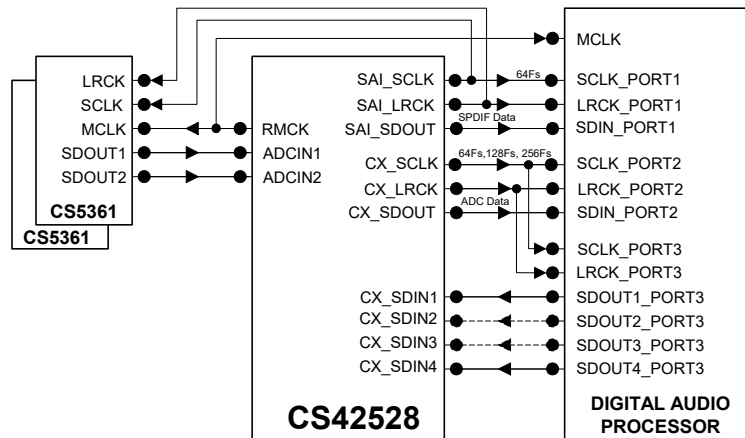 MCLK
LRCK
SCLK
MCLK
SDOUT1
SDOUT2
CS5361
CS5361
RMCK
ADCIN1
ADCIN2
SAI_SCLK
SAI_LRCK
SAI_SDOUT
CX_SCLK
CX_LRCK
CX_SDOUT
CX_SDIN1
CX_SDIN2
CX_SDIN3
CX_SDIN4
CS42528
64Fs
SPDIF Data
64Fs,128Fs, 256Fs
ADC Data
SCLK_PORT1
LRCK_PORT1
SDIN_PORT1
SCLK_PORT2
LRCK_PORT2
SDIN_PORT2
SCLK_PORT3
LRCK_PORT3
SDOUT1_PORT3
SDOUT2_PORT3
SDOUT3_PORT3
SDOUT4_PORT3
DIGITAL AUDIO
PROCESSOR